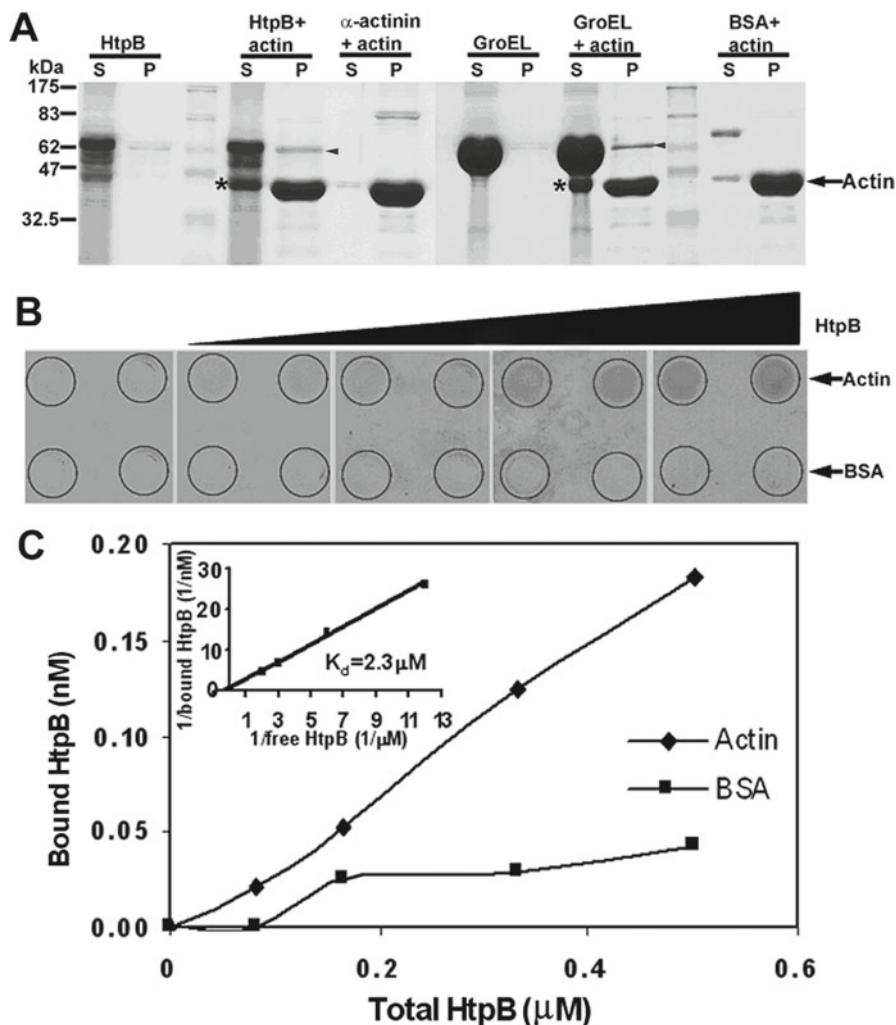 A
HtpB
HtpB+
actin
α-actinin
+ actin
GroEL
GroEL
+ actin
BSA+
actin
kDa
S P S P S P S P S P S P
175
83
62
47
32.5
*
*
Actin
B
HtpB
Actin
BSA
C
0.20
0.15
0.10
0.05
0.00
Bound HtpB (nM)
0 0.2 0.4 0.6
Total HtpB (μM)
Actin
BSA
30
20
10
0
1/bound HtpB (1/nM)
Kd=2.3μM
1 3 5 7 9 11 13
1/free HtpB (1/μM)